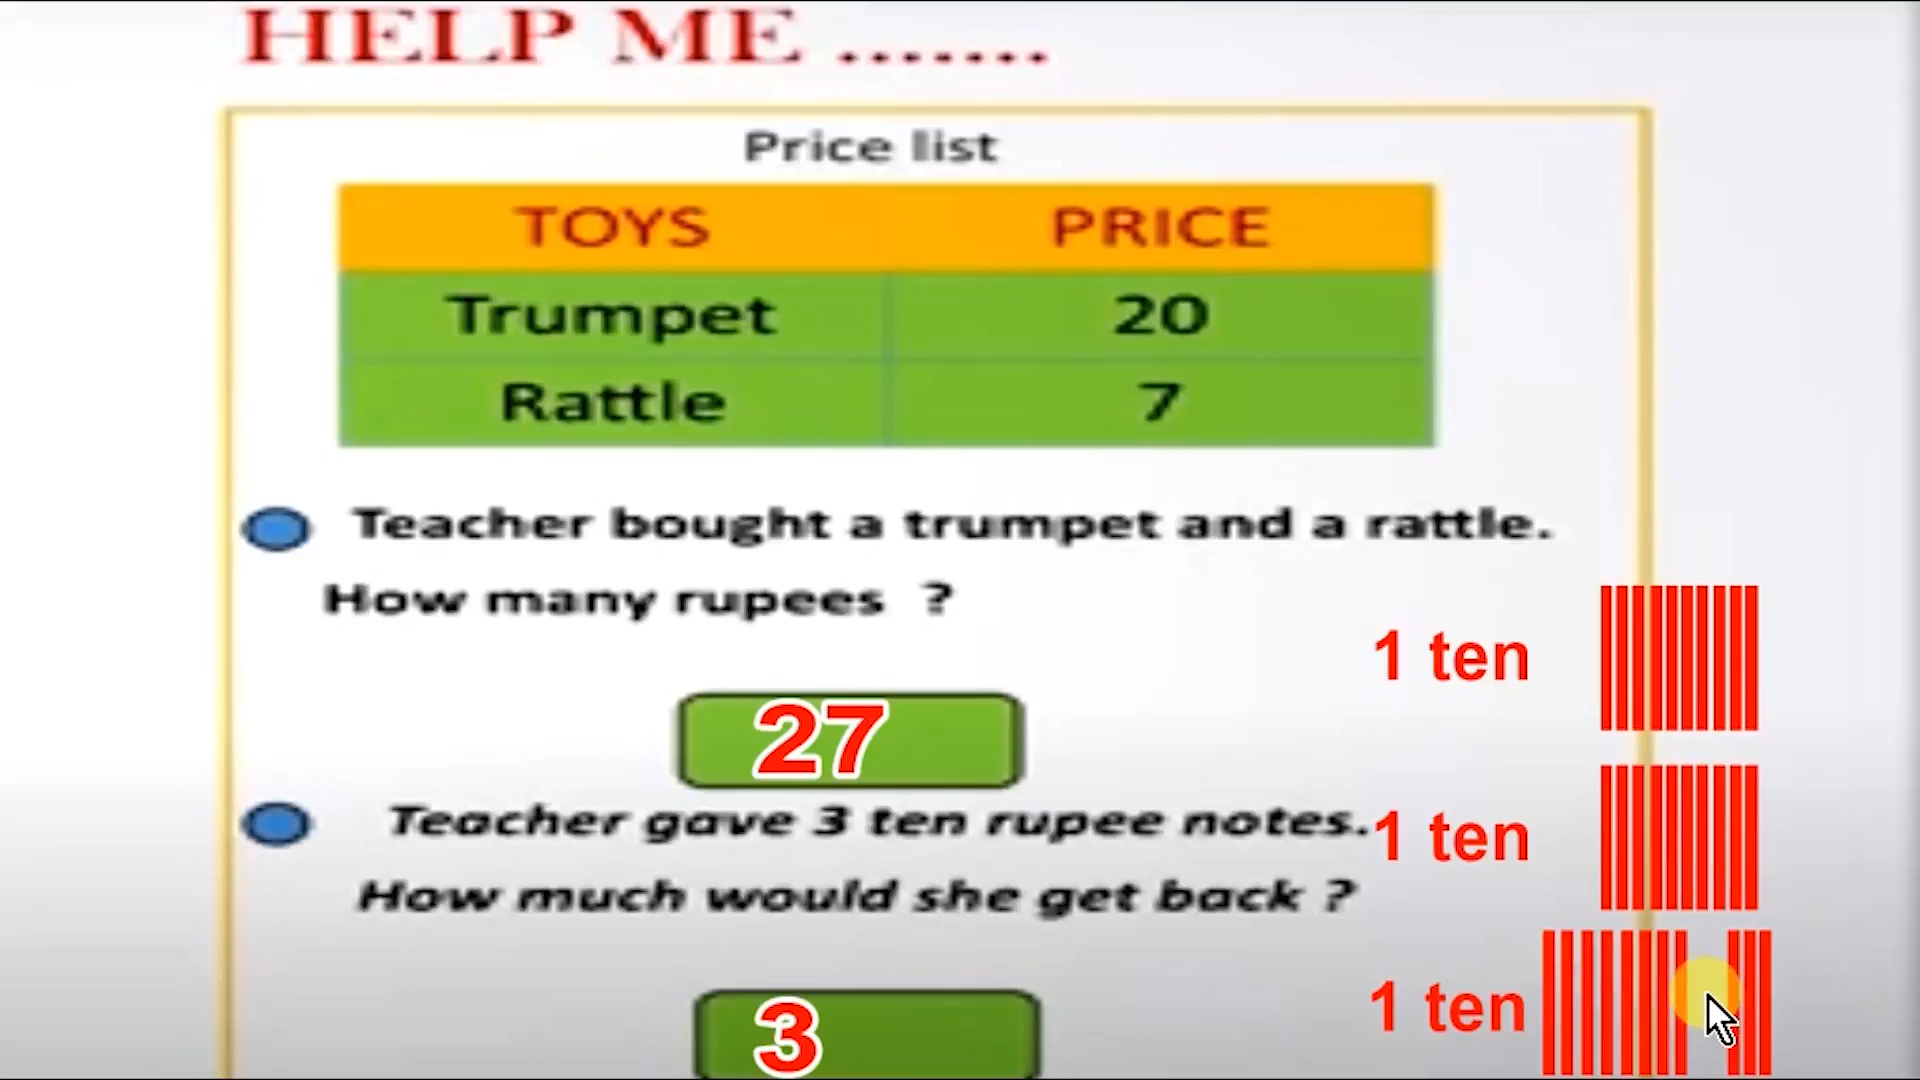 HELP ME .......
Price list
TOYS PRICE
Trumpet 20
Rattle 7
Teacher bought a trumpet and a rattle.
How many rupees ?
1 ten
27
Teacher gave 3 ten rupee notes.
1 ten
How much would she get back ?
1 ten
3